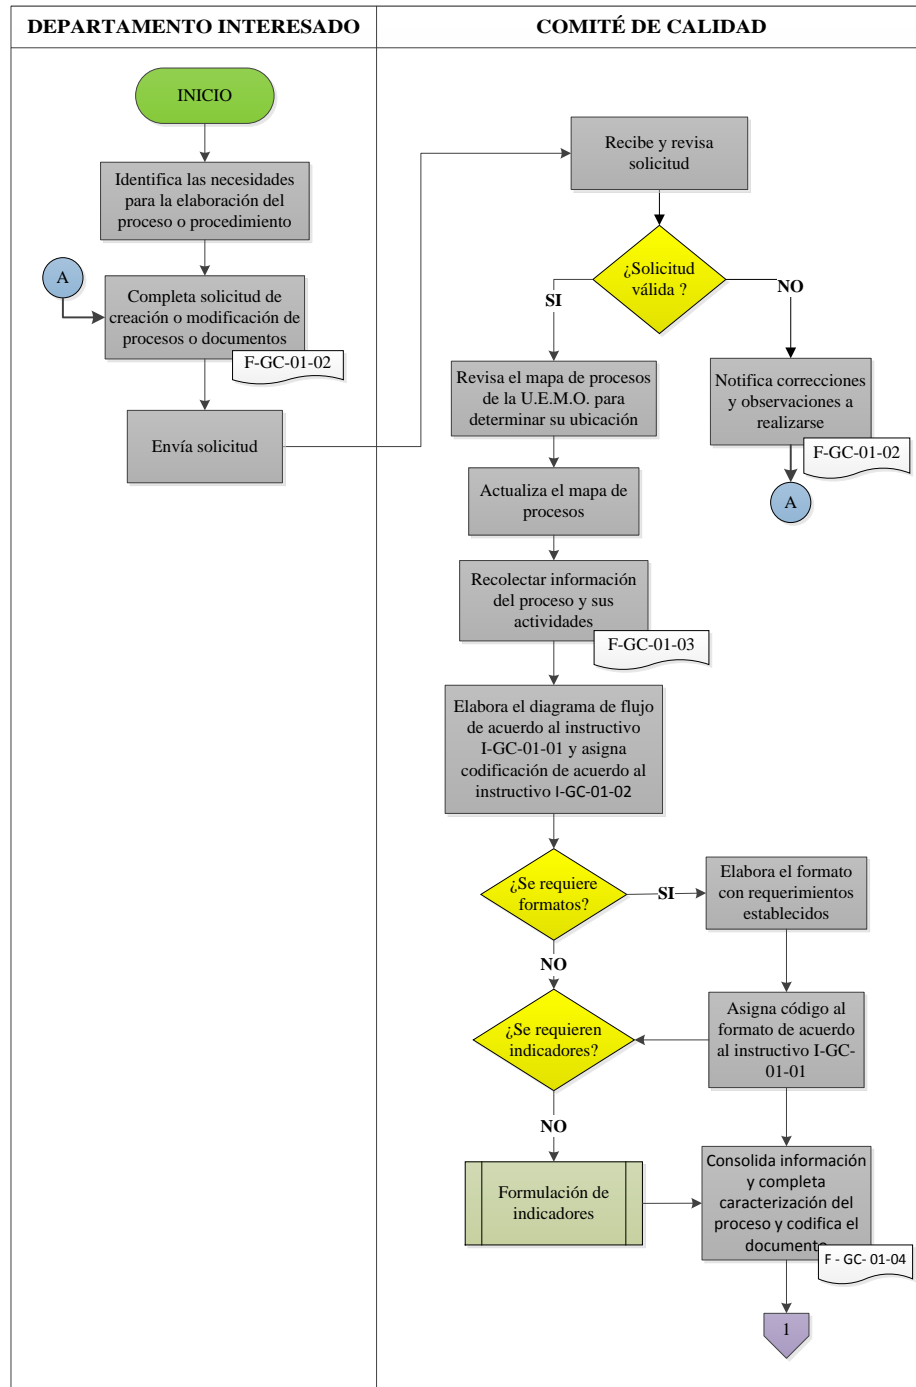 DEPARTAMENTO INTERESADO
COMITÉ DE CALIDAD
INICIO
Identifica las necesidades
para la elaboración del
proceso o procedimiento
A
Completa solicitud de
creación o modificación de
procesos o documentos
F-GC-01-02
Envía solicitud
Recibe y revisa
solicitud
¿Solicitud
válida ?
SI
NO
Revisa el mapa de procesos
de la U.E.M.O. para
determinar su ubicación
Notifica correcciones
y observaciones a
realizarse
F-GC-01-02
A
Actualiza el mapa de
procesos
Recolectar información
del proceso y sus
actividades
F-GC-01-03
Elabora el diagrama de flujo
de acuerdo al instructivo
I-GC-01-01 y asigna
codificación de acuerdo al
instructivo I-GC-01-02
¿Se requiere
formatos?
SI
Elabora el formato
con requerimientos
establecidos
NO
¿Se requieren
indicadores?
Asigna código al
formato de acuerdo
al instructivo I-GC-
01-01
NO
Formulación de
indicadores
Consolida información
y completa
caracterización del
proceso y codifica el
documento
F - GC- 01-04
1